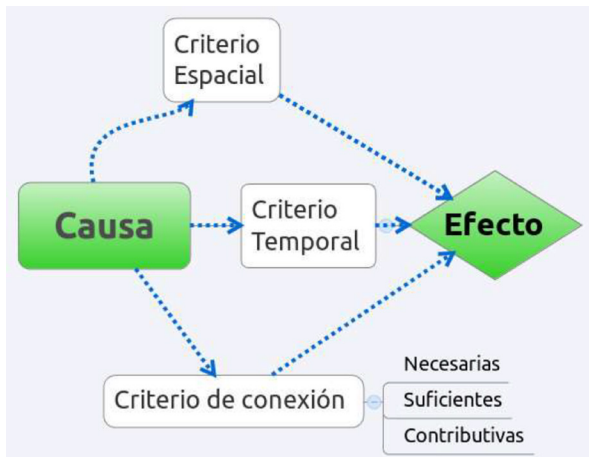 Criterio
Espacial
Causa
Criterio
Temporal
Efecto
Criterio de conexión
Necesarias
Suficientes
Contributivas